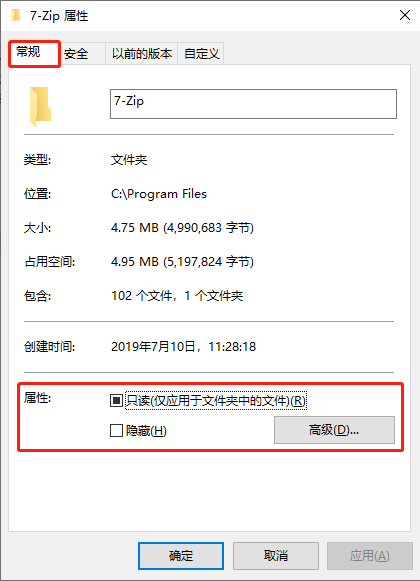 7-Zip 属性
常规 安全 以前的版本 自定义
7-Zip
类型: 文件夹
位置: C:\Program Files
大小: 4.75 MB (4,990,683 字节)
占用空间: 4.95 MB (5,197,824 字节)
包含: 102 个文件，1 个文件夹
创建时间: 2019年7月10日，11:28:18
属性: 只读(仅应用于文件夹中的文件)(R)
隐藏(H) 高级(D)...
确定 取消 应用(A)